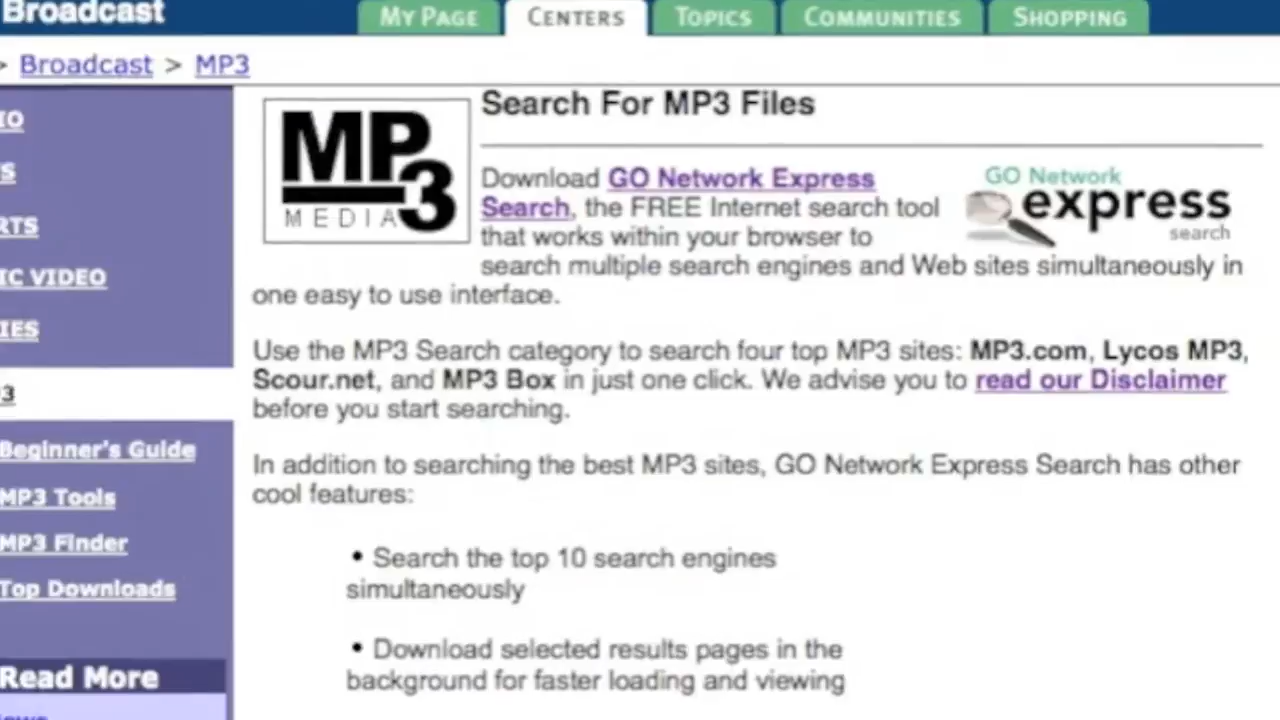 Broadcast
MY PAGE
CENTERS
TOPICS
COMMUNITIES
SHOPPING
> Broadcast > MP3
MP3
MEDIA
Search For MP3 Files
Download GO Network Express
Search, the FREE Internet search tool
that works within your browser to
search multiple search engines and Web sites simultaneously in
one easy to use interface.
GO Network
express
search
Use the MP3 Search category to search four top MP3 sites: MP3.com, Lycos MP3,
Scour.net, and MP3 Box in just one click. We advise you to read our Disclaimer
before you start searching.
In addition to searching the best MP3 sites, GO Network Express Search has other
cool features:
• Search the top 10 search engines
simultaneously
• Download selected results pages in the
background for faster loading and viewing
IO
S
RTS
IC VIDEO
IES
3
Beginner's Guide
MP3 Tools
MP3 Finder
Top Downloads
Read More